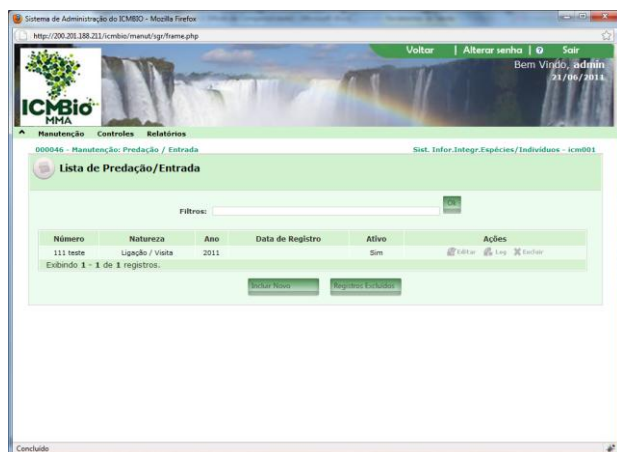 Sistema de Administração do ICMBIO - Mozilla Firefox
http://200.201.188.211/icmbio/manut/sgr/frame.php
Voltar | Alterar senha | Sair
Bem Vindo, admin
21/06/2011
ICMBio
MMA
Manutenção Controles Relatórios
000046 - Manutenção: Predação / Entrada Sist. Infor.Integr.Espécies/Indivíduos - icm001
Lista de Predação/Entrada
Filtros: Ok
Número Natureza Ano Data de Registro Ativo Ações
111 teste Ligação / Visita 2011 Sim Editar Log Excluir
Exibindo 1 - 1 de 1 registros.
Incluir Novo Registros Excluídos
Concluído